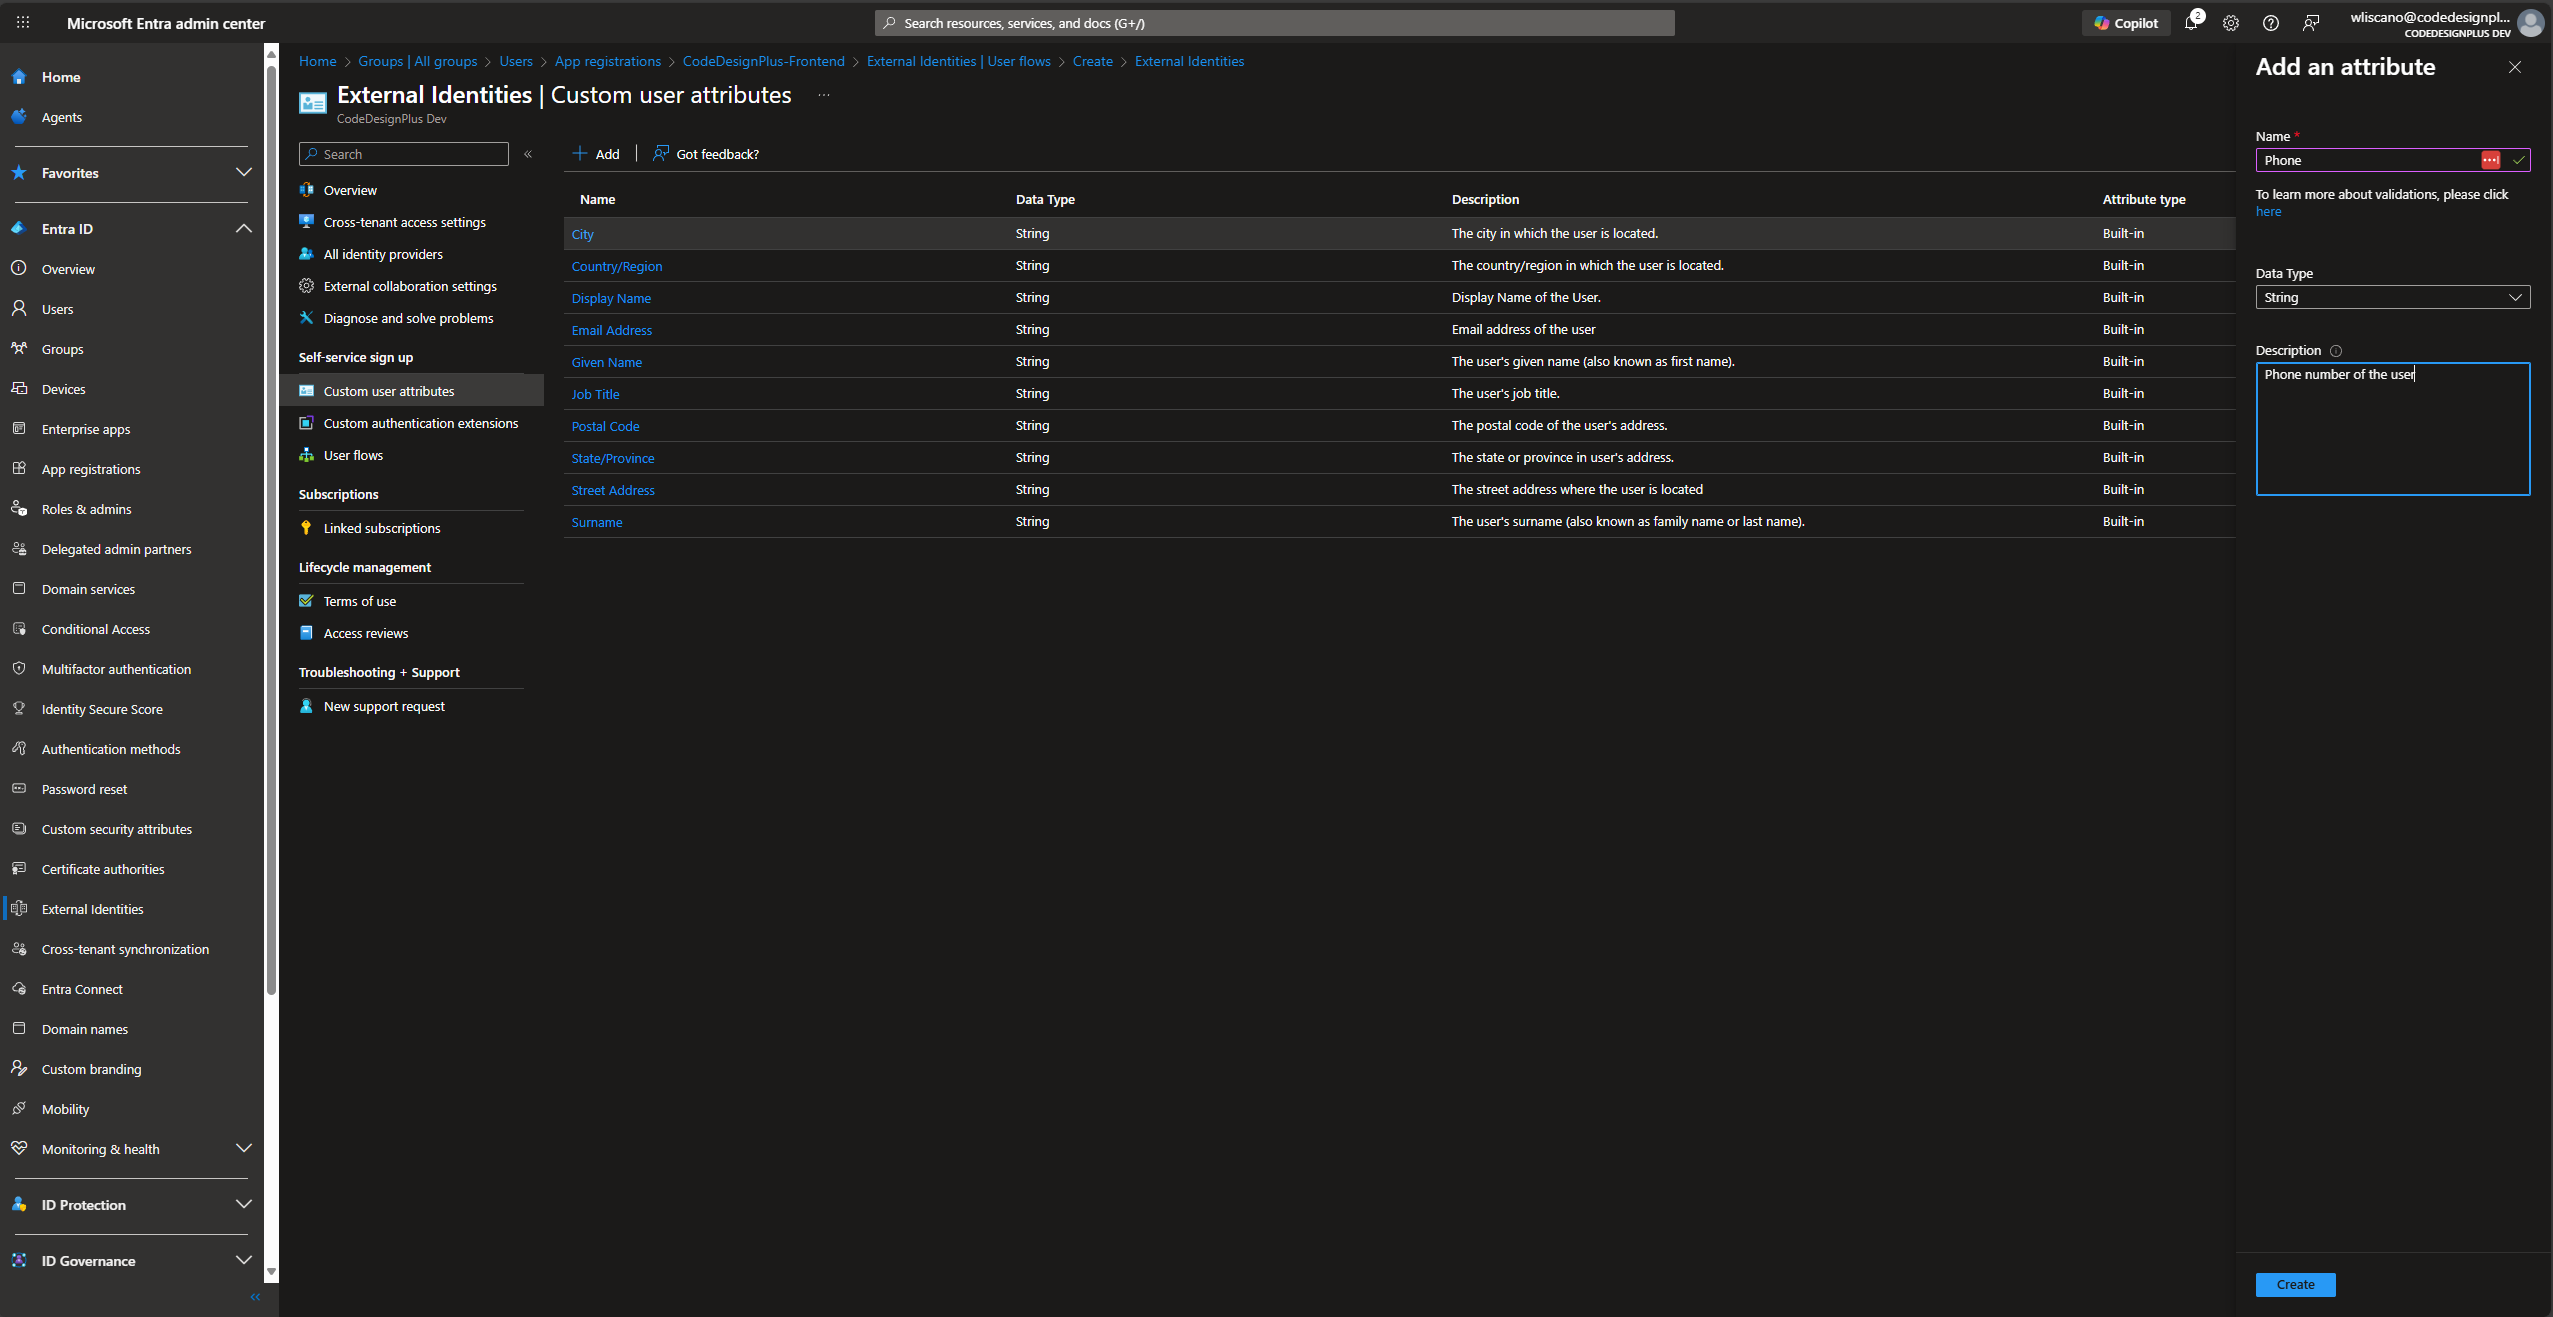 Microsoft Entra admin center
Search resources, services, and docs (G+/)
Copilot
2
wliscano@codedesignpl...
CODEDESIGNPLUS DEV
Home
Agents
Favorites
Entra ID
Overview
Users
Groups
Devices
Enterprise apps
App registrations
Roles & admins
Delegated admin partners
Domain services
Conditional Access
Multifactor authentication
Identity Secure Score
Authentication methods
Password reset
Custom security attributes
Certificate authorities
External Identities
Cross-tenant synchronization
Entra Connect
Domain names
Custom branding
Mobility
Monitoring & health
ID Protection
ID Governance
Home > Groups | All groups > Users > App registrations > CodeDesignPlus-Frontend > External Identities | User flows > Create > External Identities
External Identities | Custom user attributes ...
CodeDesignPlus Dev
Search
Overview
Cross-tenant access settings
All identity providers
External collaboration settings
Diagnose and solve problems
Self-service sign up
Custom user attributes
Custom authentication extensions
User flows
Subscriptions
Linked subscriptions
Lifecycle management
Terms of use
Access reviews
Troubleshooting + Support
New support request
Add | Got feedback?
Name Data Type Description Attribute type
City String The city in which the user is located. Built-in
Country/Region String The country/region in which the user is located. Built-in
Display Name String Display Name of the User. Built-in
Email Address String Email address of the user Built-in
Given Name String The user's given name (also known as first name). Built-in
Job Title String The user's job title. Built-in
Postal Code String The postal code of the user's address. Built-in
State/Province String The state or province in user's address. Built-in
Street Address String The street address where the user is located Built-in
Surname String The user's surname (also known as family name or last name). Built-in
Add an attribute
Name *
Phone
To learn more about validations, please click
here
Data Type
String
Description
Phone number of the user
Create